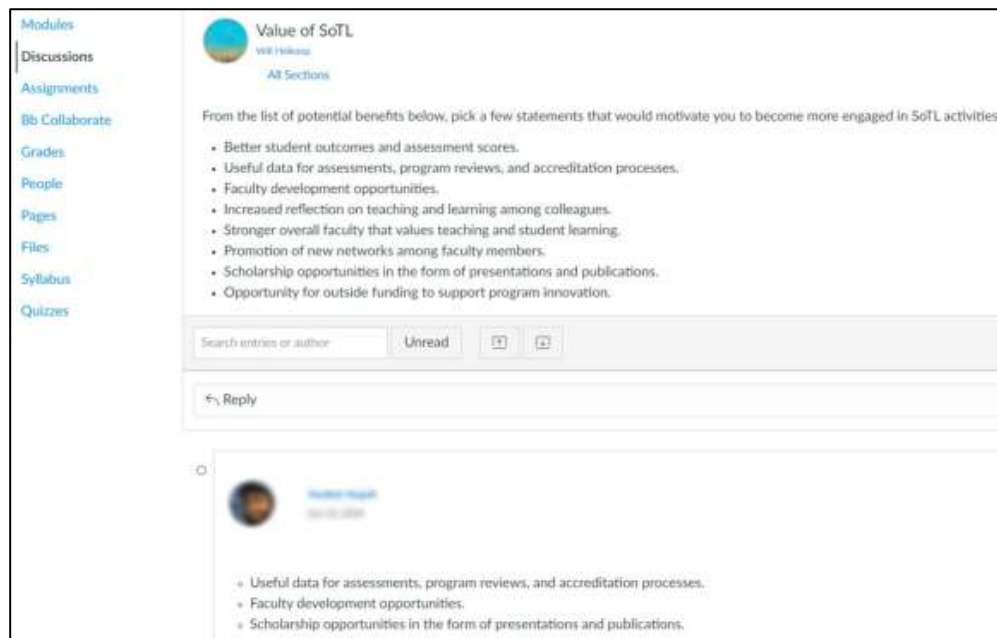 Modules
Discussions
Assignments
Bb Collaborate
Grades
People
Pages
Files
Syllabus
Quizzes
Value of SoTL
Will
All Sections
From the list of potential benefits below, pick a few statements that would motivate you to become more engaged in SoTL activities
• Better student outcomes and assessment scores.
• Useful data for assessments, program reviews, and accreditation processes.
• Faculty development opportunities.
• Increased reflection on teaching and learning among colleagues.
• Stronger overall faculty that values teaching and student learning.
• Promotion of new networks among faculty members.
• Scholarship opportunities in the form of presentations and publications.
• Opportunity for outside funding to support program innovation.
Search entries or author
Unread
Reply
• Useful data for assessments, program reviews, and accreditation processes.
• Faculty development opportunities.
• Scholarship opportunities in the form of presentations and publications.